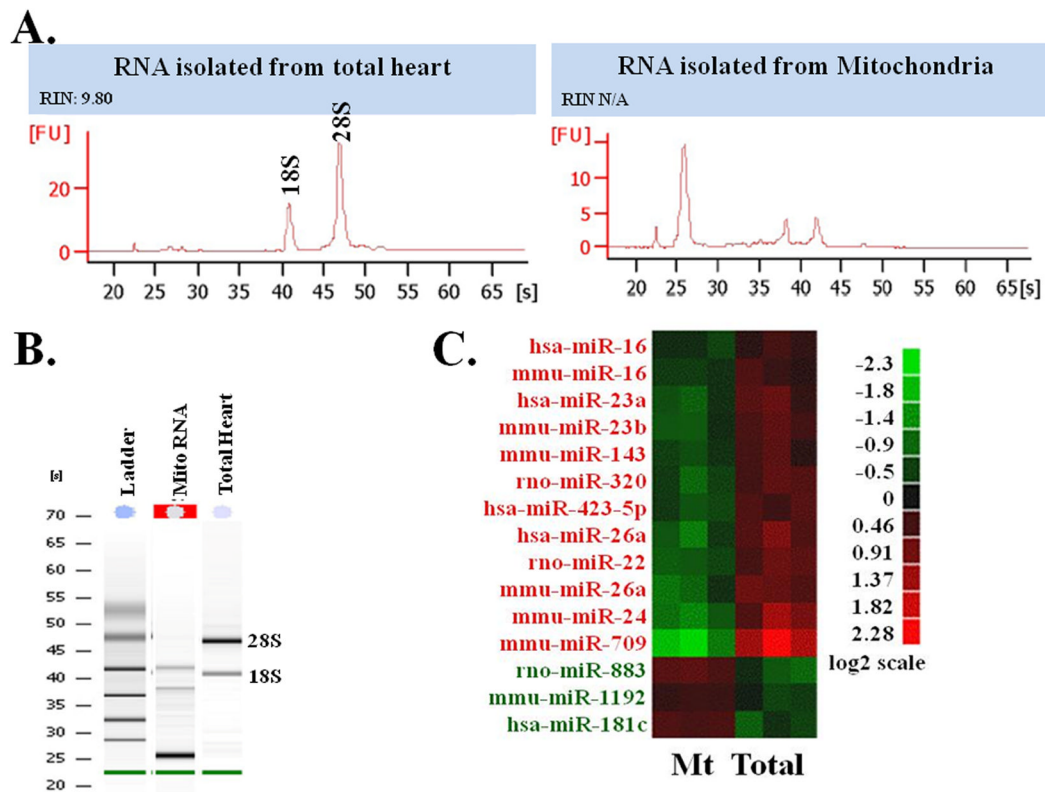 A.
RNA isolated from total heart
RIN: 9.80
[FU]
20
0
18S
28S
20 25 30 35 40 45 50 55 60 65 [s]
RNA isolated from Mitochondria
RIN N/A
[FU]
10
5
0
20 25 30 35 40 45 50 55 60 65[s]
B.
[s]
Ladder
Mito RNA
Total Heart
70
65
60
55
50
45
40
35
30
25
20
28S
18S
C.
hsa-miR-16
mmu-miR-16
hsa-miR-23a
mmu-miR-23b
mmu-miR-143
rno-miR-320
hsa-miR-423-5p
hsa-miR-26a
rno-miR-22
mmu-miR-26a
mmu-miR-24
mmu-miR-709
rno-miR-883
mmu-miR-1192
hsa-miR-181c
Mt Total
-2.3
-1.8
-1.4
-0.9
-0.5
0
0.46
0.91
1.37
1.82
2.28
log2 scale